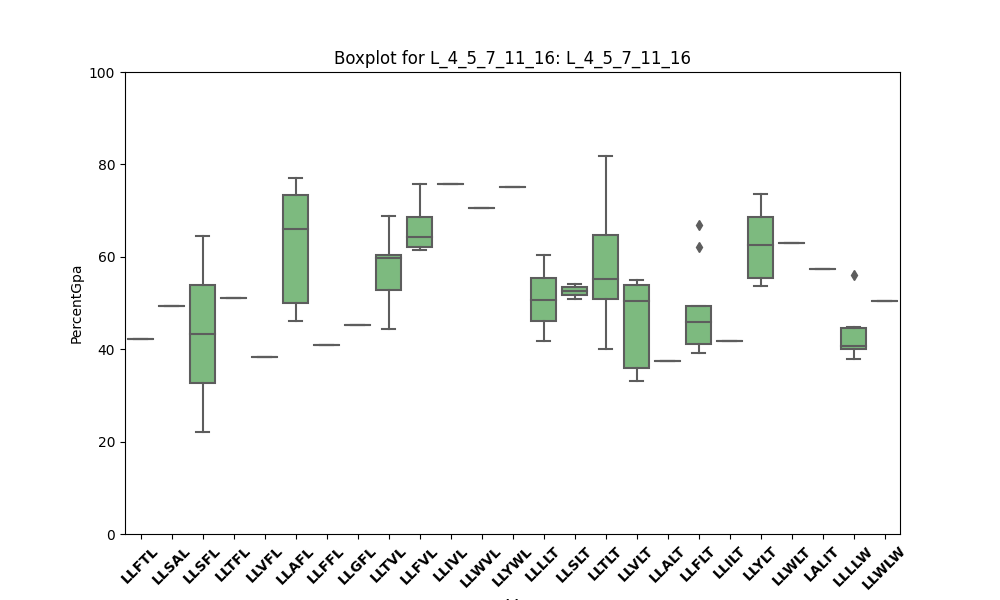 Boxplot for L_4_5_7_11_16: L_4_5_7_11_16
100
80
60
40
20
0
PercentGpa
LLFTL LLSAL LLSFL LLTFL LLVFL LLAFL LLFFL LLGFL LLTVL LLFVL LLIVL LLWVL LLYWL LLLLT LLSLT LLTLT LLVLT LLALT LLFLT LLILT LLYLT LLWLT LALIT LLLLW LLWLW